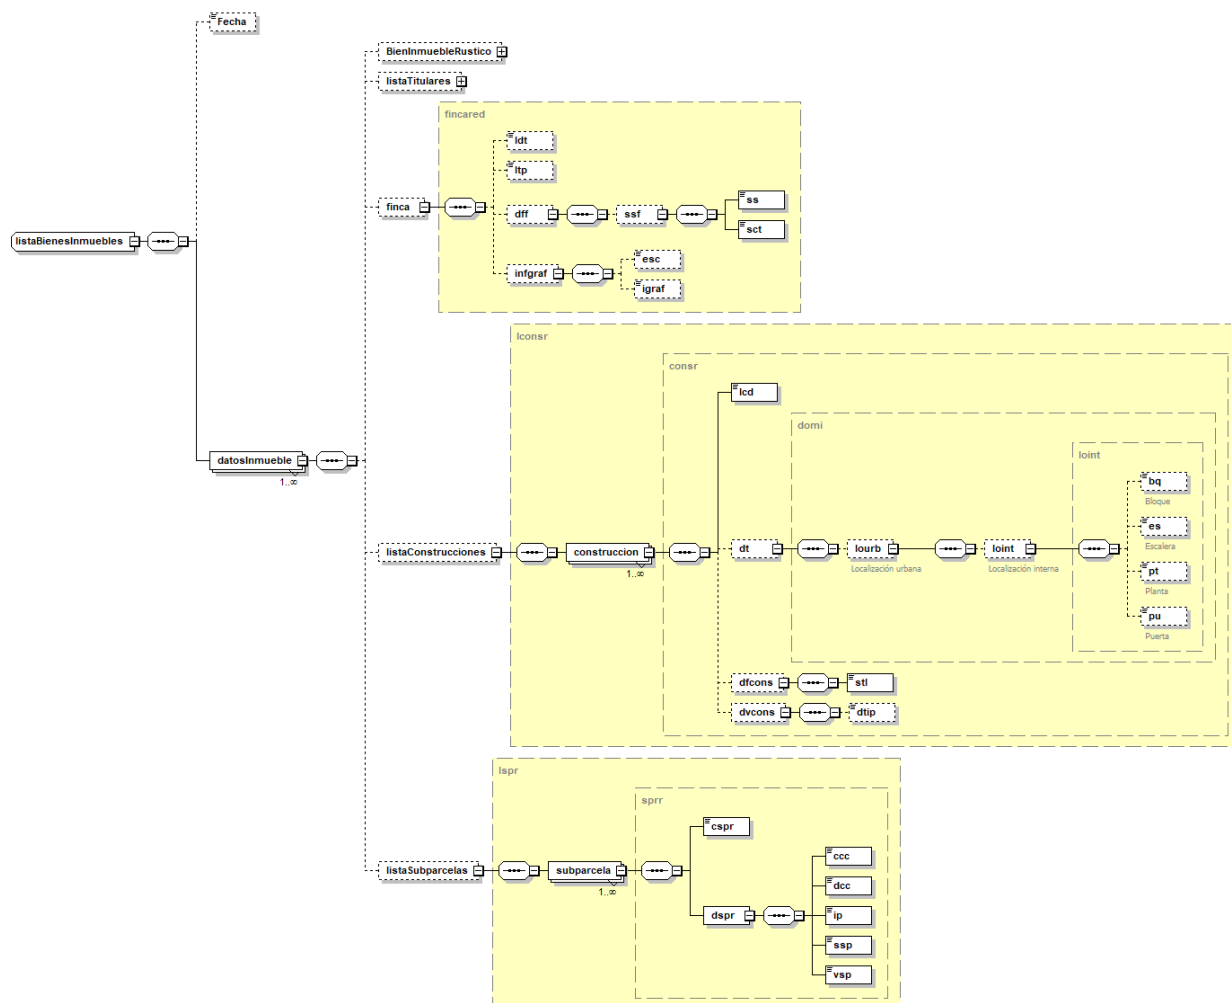 Fecha
BienInmuebleRustico
listaTitulares
fincared
ldt
ltp
finca
dff
ssf
ss
sct
infgraf
esc
igraf
listaBienesInmuebles
lconsr
consr
lcd
domi
loint
datosInmueble
1..∞
bq
Bloque
es
Escalera
listaConstrucciones
construccion
1..∞
dt
lourb
Localización urbana
loint
Localización interna
pt
Planta
pu
Puerta
dfcons
stl
dvcons
dtip
lspr
sprr
cspr
listaSubparcelas
subparcela
1..∞
ccc
dcc
dspr
ip
ssp
vsp